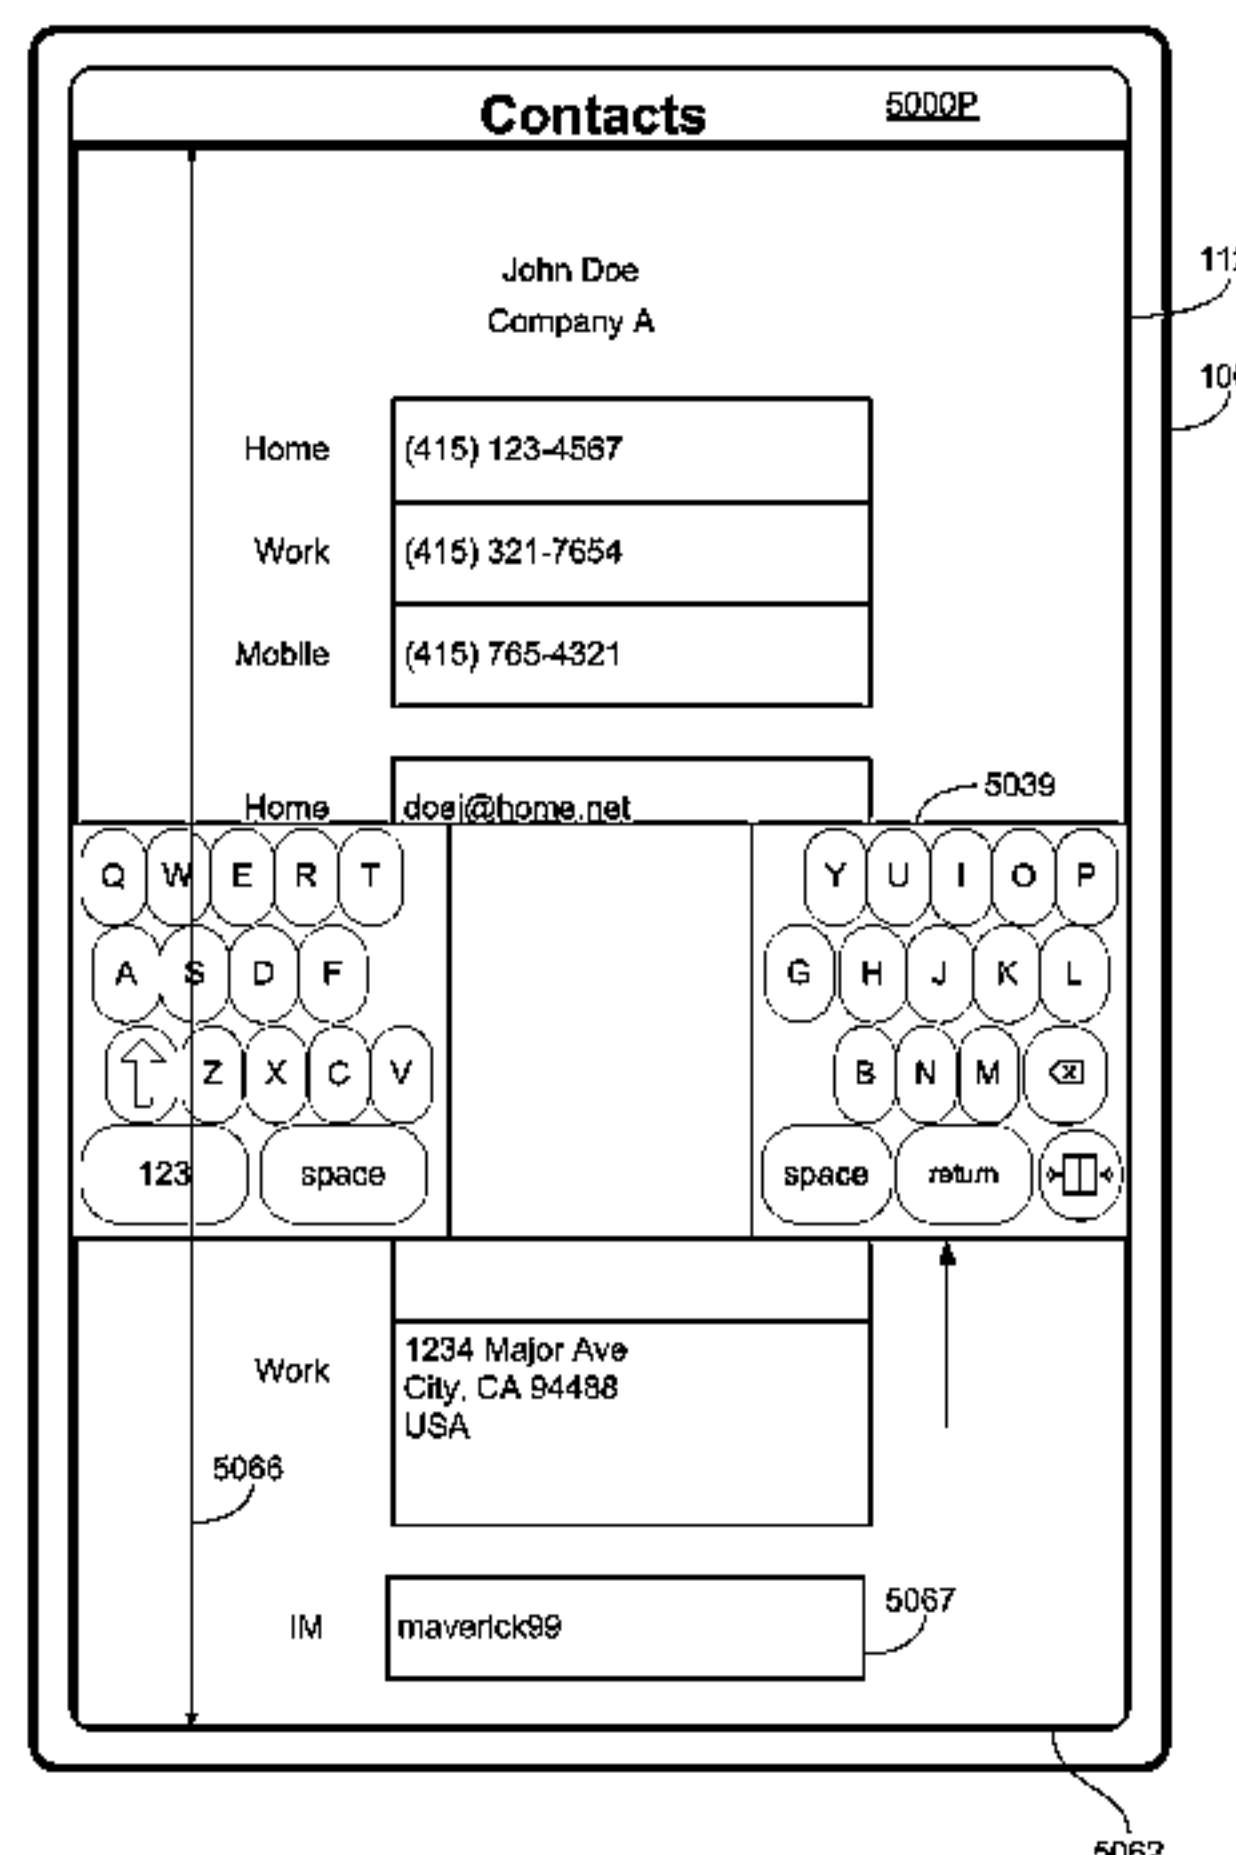 Contacts 5000P
John Doe
Company A
Home (415) 123-4567
Work (415) 321-7654
Mobile (415) 765-4321
5039
Home doej@home.net
Q W E R T Y U I O P
A S D F G H J K L
Z X C V B N M
123 space space return
Work 1234 Major Ave
City, CA 94488
USA
5066
5067
IM maverick99